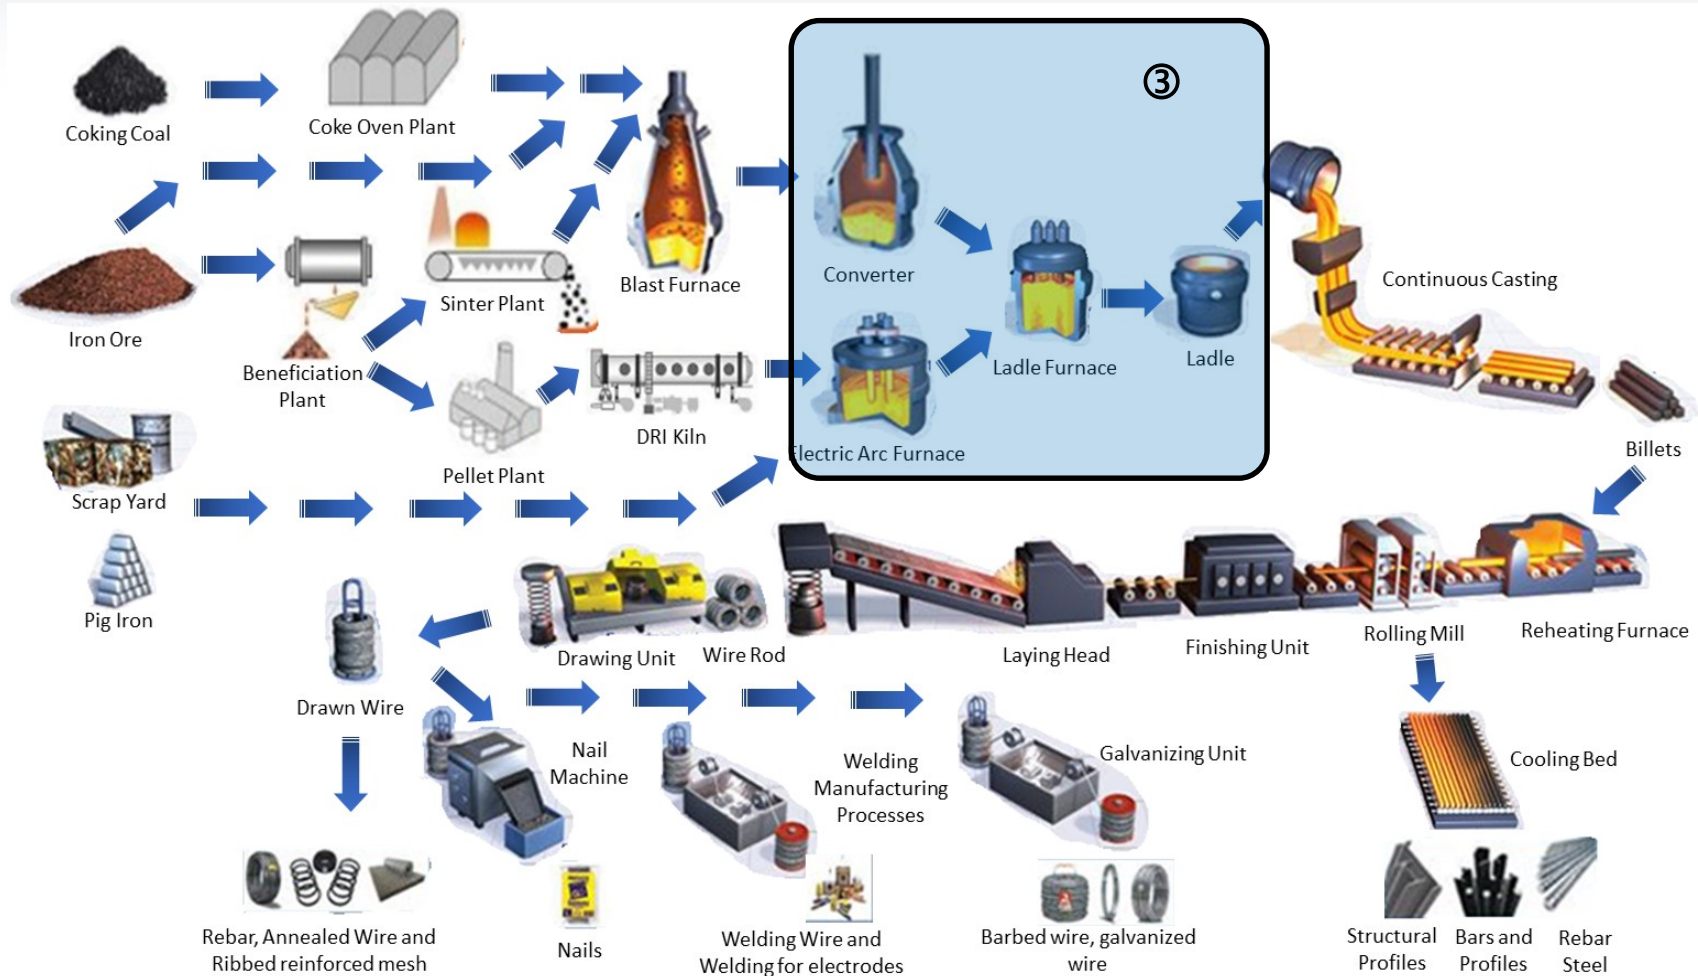 ③
Coking Coal
Coke Oven Plant
Iron Ore
Beneficiation
Plant
Sinter Plant
Pellet Plant
Blast Furnace
DRI Kiln
Converter
Electric Arc Furnace
Ladle Furnace
Ladle
Continuous Casting
Billets
Scrap Yard
Pig Iron
Drawn Wire
Drawing Unit
Wire Rod
Laying Head
Finishing Unit
Rolling Mill
Reheating Furnace
Nail
Machine
Welding
Manufacturing
Processes
Galvanizing Unit
Cooling Bed
Rebar, Annealed Wire and
Ribbed reinforced mesh
Nails
Welding Wire and
Welding for electrodes
Barbed wire, galvanized
wire
Structural
Profiles
Bars and
Profiles
Rebar
Steel